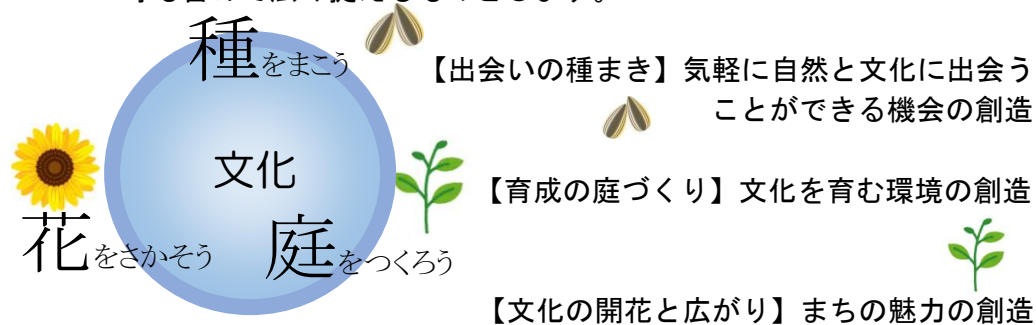 種をまこう
【出会いの種まき】気軽に自然と文化に出会う
ことができる機会の創造
文化
【育成の庭づくり】文化を育む環境の創造
花をさかそう
庭をつくろう
【文化の開花と広がり】まちの魅力の創造